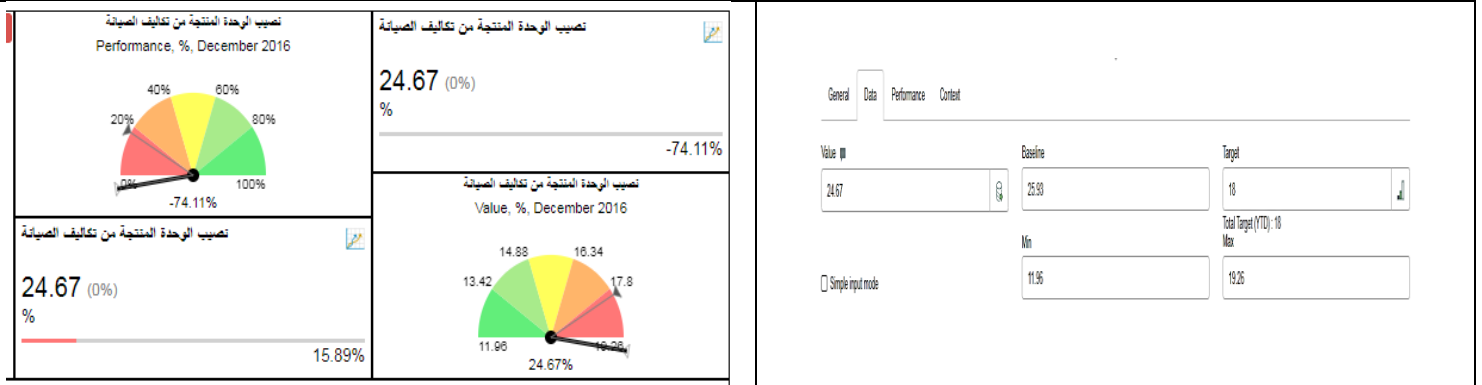 نصيب الوحدة المنتجة من تكاليف الصيانة
Performance, %, December 2016
40%
60%
20%
80%
0%
100%
-74.11%
نصيب الوحدة المنتجة من تكاليف الصيانة
24.67 (0%)
%
15.89%
نصيب الوحدة المنتجة من تكاليف الصيانة
24.67 (0%)
%
-74.11%
نصيب الوحدة المنتجة من تكاليف الصيانة
Value, %, December 2016
14.88
16.34
13.42
17.8
11.96
19.26
24.67%
General Data Performance Context
Value Baseline Target
24.67 25.93 18
Total Target (YTD) : 18
Min Max
Simple input mode 11.96 19.26